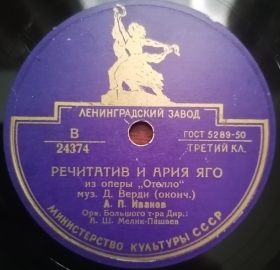 ЛЕНИНГРАДСКИЙ ЗАВОД
В
24374
ГОСТ 5289-50
ТРЕТИЙ КЛ.
РЕЧИТАТИВ И АРИЯ ЯГО
из оперы „Отелло"
муз. Д. Верди (оконч.)
А. П. Иванов
Орк. Большого т-ра Дир.:
А. Ш. Мелик-Пашаев
МИНИСТЕРСТВО КУЛЬТУРЫ СССР